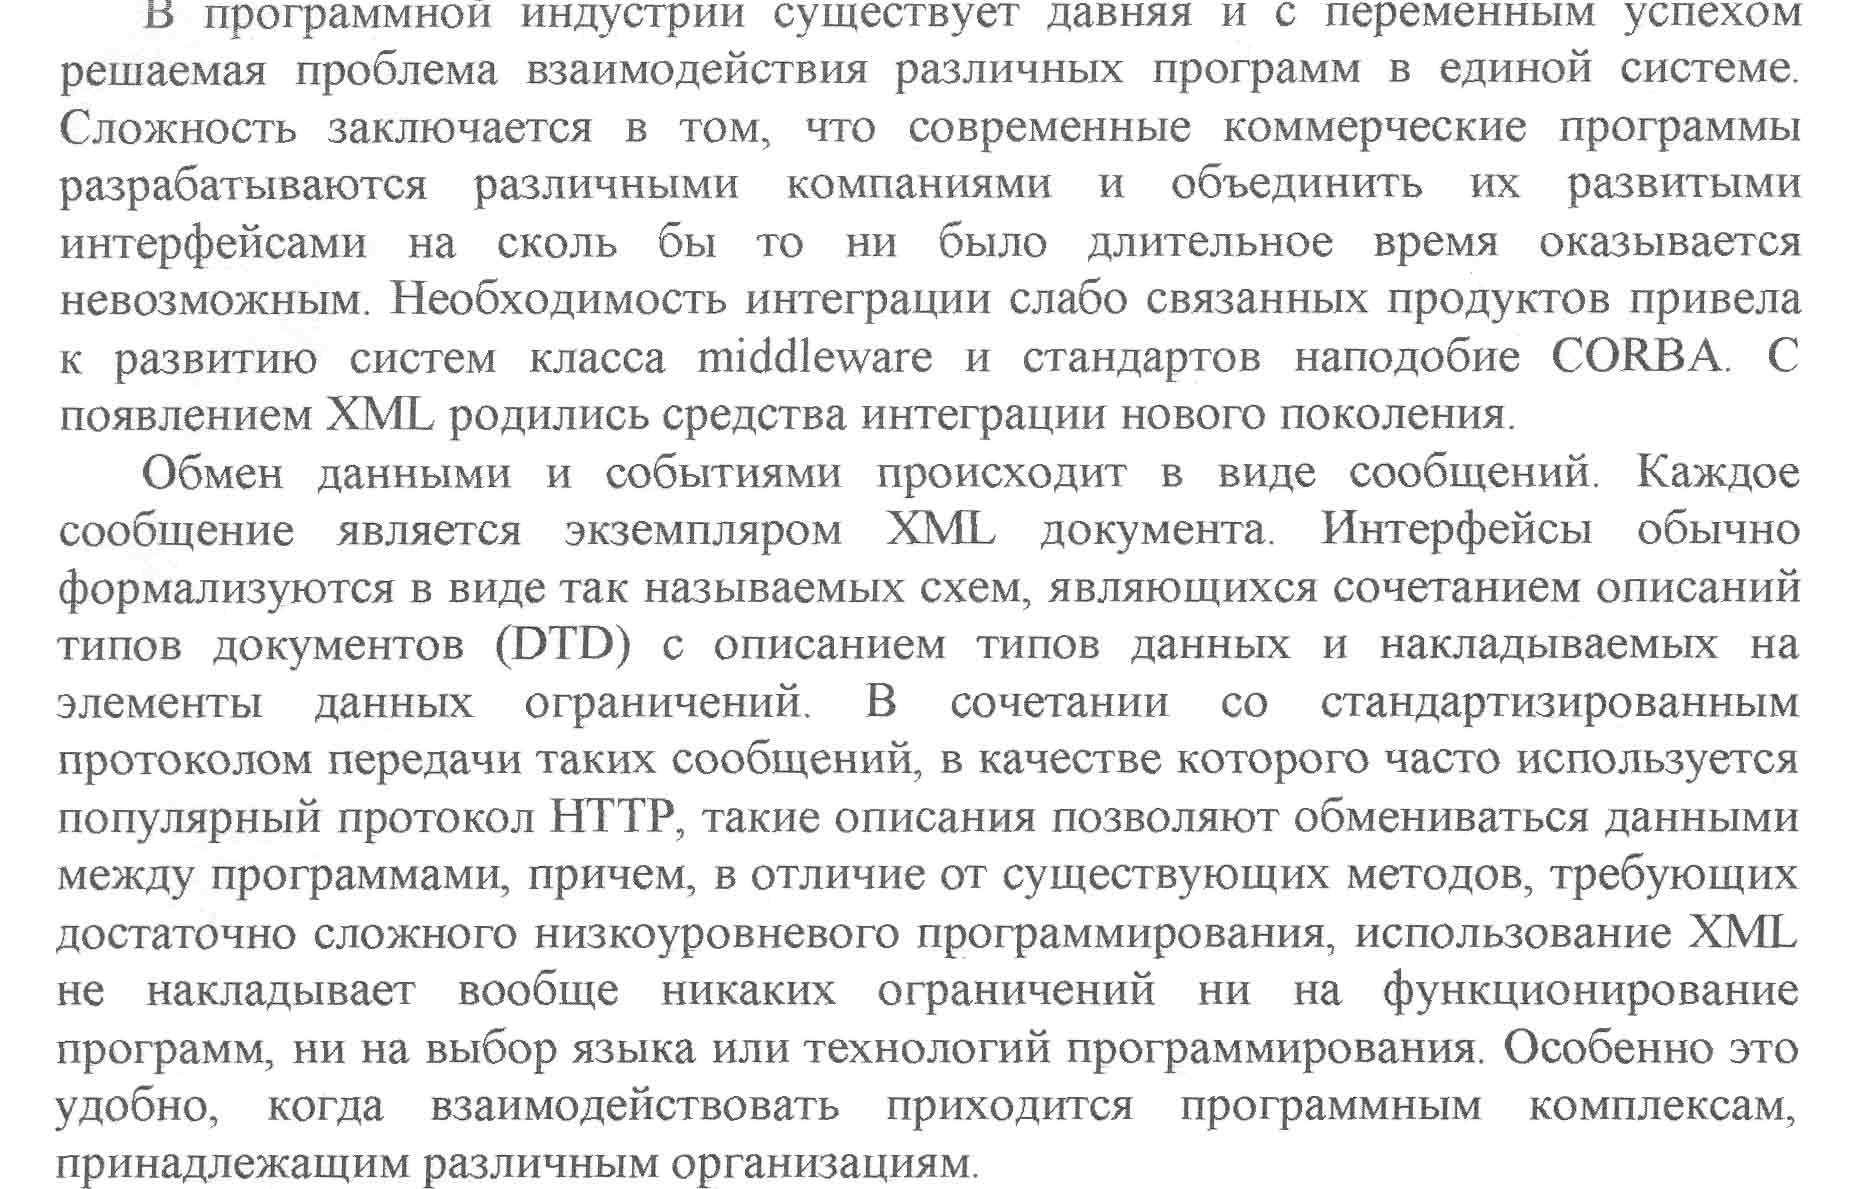 В программной индустрии существует давняя и с переменным успехом
решаемая проблема взаимодействия различных программ в единой системе.
Сложность заключается в том, что современные коммерческие программы
разрабатываются различными компаниями и объединить их развитыми
интерфейсами на сколь бы то ни было длительное время оказывается
невозможным. Необходимость интеграции слабо связанных продуктов привела
к развитию систем класса middleware и стандартов наподобие CORBA. С
появлением XML родились средства интеграции нового поколения.
Обмен данными и событиями происходит в виде сообщений. Каждое
сообщение является экземпляром XML документа. Интерфейсы обычно
формализуются в виде так называемых схем, являющихся сочетанием описаний
типов документов (DTD) с описанием типов данных и накладываемых на
элементы данных ограничений. В сочетании со стандартизированным
протоколом передачи таких сообщений, в качестве которого часто используется
популярный протокол HTTP, такие описания позволяют обмениваться данными
между программами, причем, в отличие от существующих методов, требующих
достаточно сложного низкоуровневого программирования, использование XML
не накладывает вообще никаких ограничений ни на функционирование
программ, ни на выбор языка или технологий программирования. Особенно это
удобно, когда взаимодействовать приходится программным комплексам,
принадлежащим различным организациям.